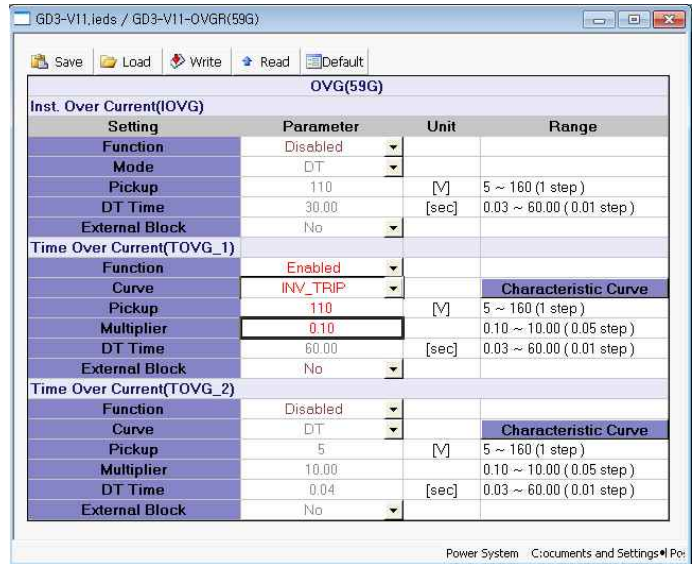 GD3-V11.ieds / GD3-V11-OVGR(59G)
Save Load Write Read Default
OVG(59G)
Inst. Over Current(IOVG)
Setting Parameter Unit Range
Function Disabled
Mode DT
Pickup 110 [V] 5 ~ 160 (1 step )
DT Time 30.00 [sec] 0.03 ~ 60.00 ( 0.01 step )
External Block No
Time Over Current(TOVG_1)
Function Enabled
Curve INV_TRIP Characteristic Curve
Pickup 110 [V] 5 ~ 160 (1 step )
Multiplier 0.10 0.10 ~ 10.00 ( 0.05 step )
DT Time 60.00 [sec] 0.03 ~ 60.00 ( 0.01 step )
External Block No
Time Over Current(TOVG_2)
Function Disabled
Curve DT Characteristic Curve
Pickup 5 [V] 5 ~ 160 (1 step )
Multiplier 10.00 0.10 ~ 10.00 ( 0.05 step )
DT Time 0.04 [sec] 0.03 ~ 60.00 ( 0.01 step )
External Block No
Power System C:ocuments and Settings